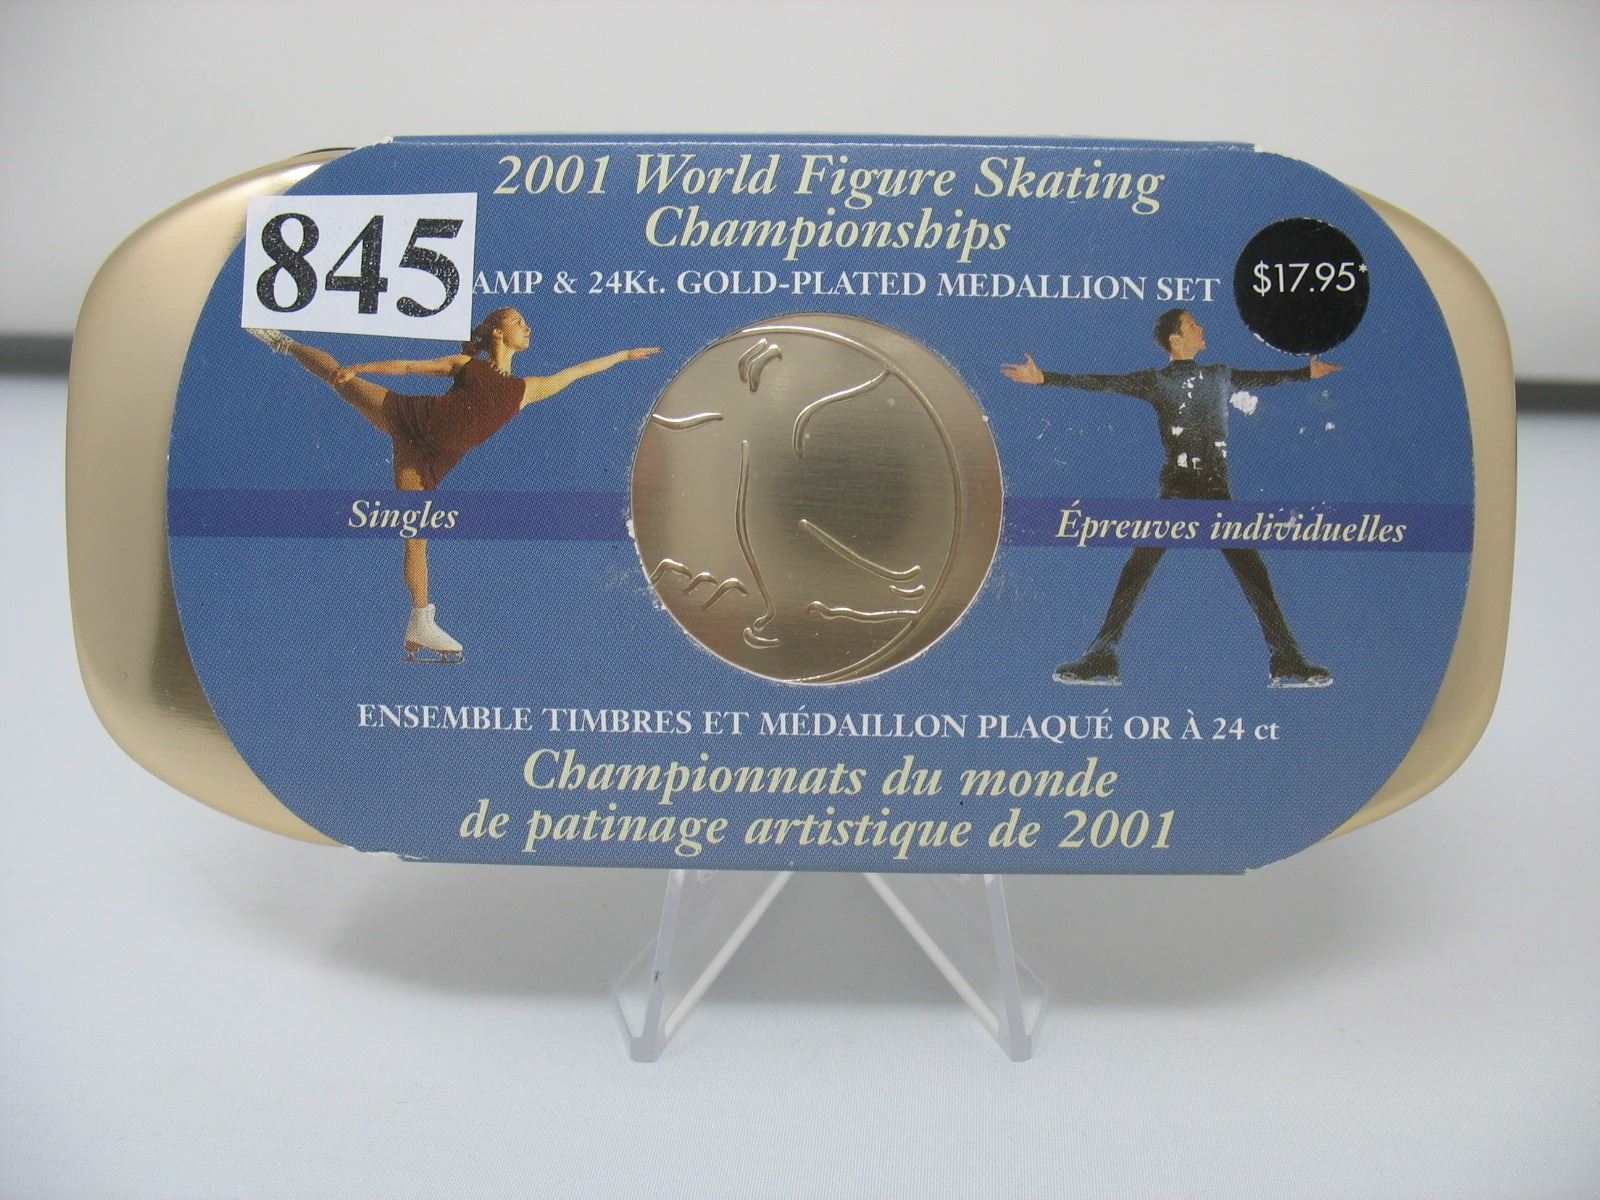 2001 World Figure Skating
Championships
845
AMP & 24Kt. GOLD-PLATED MEDALLION SET
$17.95*
Singles
Épreuves individuelles
ENSEMBLE TIMBRES ET MÉDAILLON PLAQUÉ OR À 24 ct
Championnats du monde
de patinage artistique de 2001